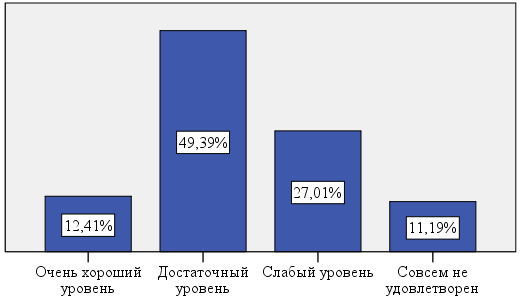 12,41%
49,39%
27,01%
11,19%
Очень хороший
уровень
Достаточный
уровень
Слабый уровень
Совсем не
удовлетворен